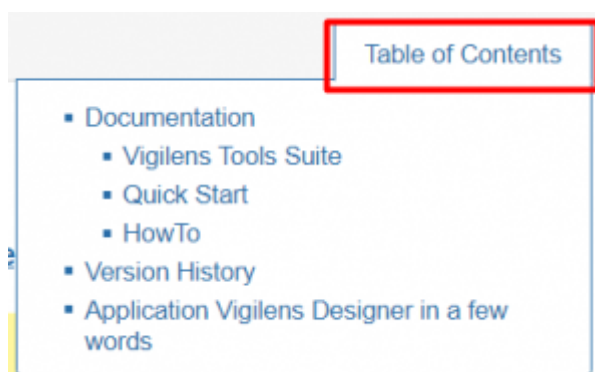 Table of Contents
Documentation
Vigilens Tools Suite
Quick Start
HowTo
Version History
Application Vigilens Designer in a few
words